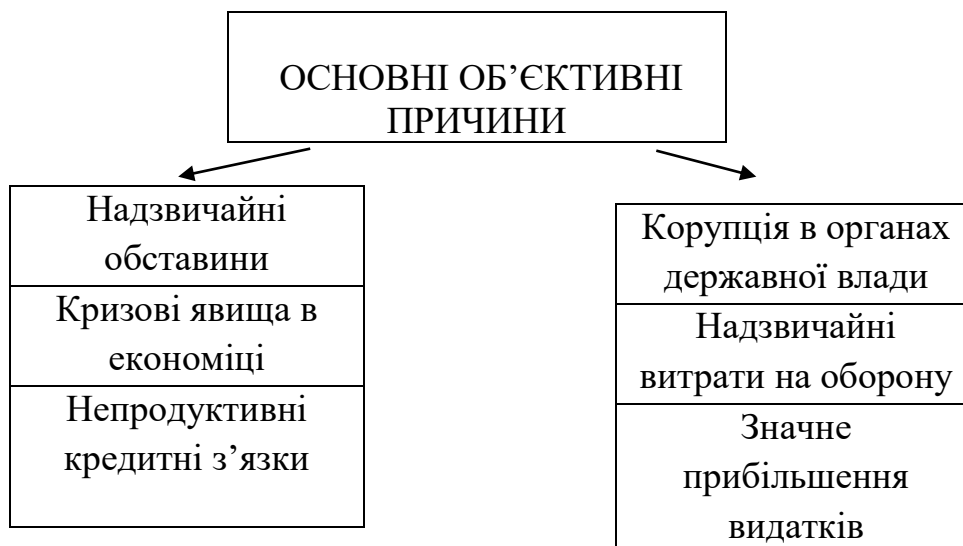 ОСНОВНІ ОБ’ЄКТИВНІ
ПРИЧИНИ
Надзвичайні
обставини
Кризові явища в
економіці
Непродуктивні
кредитні з’язки
Корупція в органах
державної влади
Надзвичайні
витрати на оборону
Значне
прибільшення
видатків